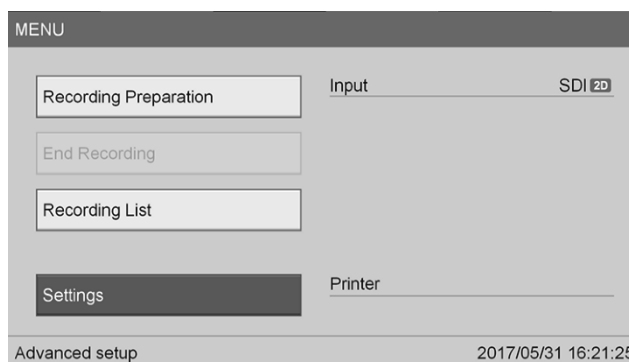 MENU
Recording Preparation
Input SDI 2D
End Recording
Recording List
Settings
Printer
Advanced setup 2017/05/31 16:21:25